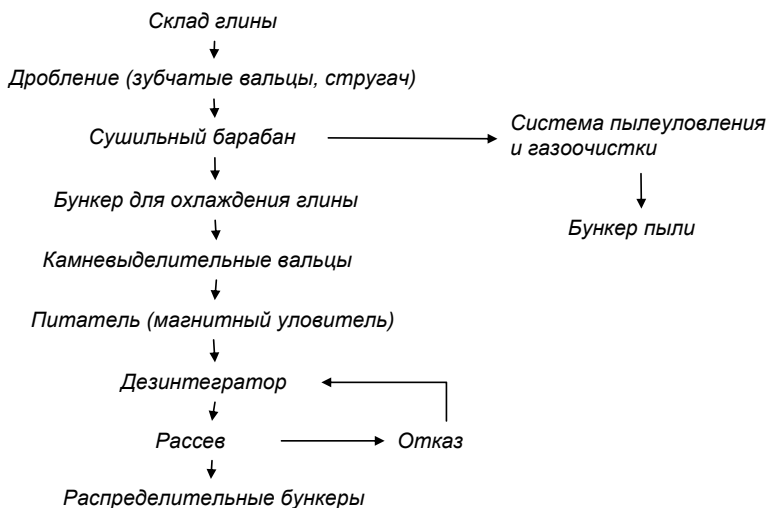 Склад глины
Дробление (зубчатые вальцы, стругач)
Сушильный барабан
Система пылеуловления
и газоочистки
Бункер для охлаждения глины
Бункер пыли
Камневыделительные вальцы
Питатель (магнитный уловитель)
Дезинтегратор
Рассев
Отказ
Распределительные бункеры